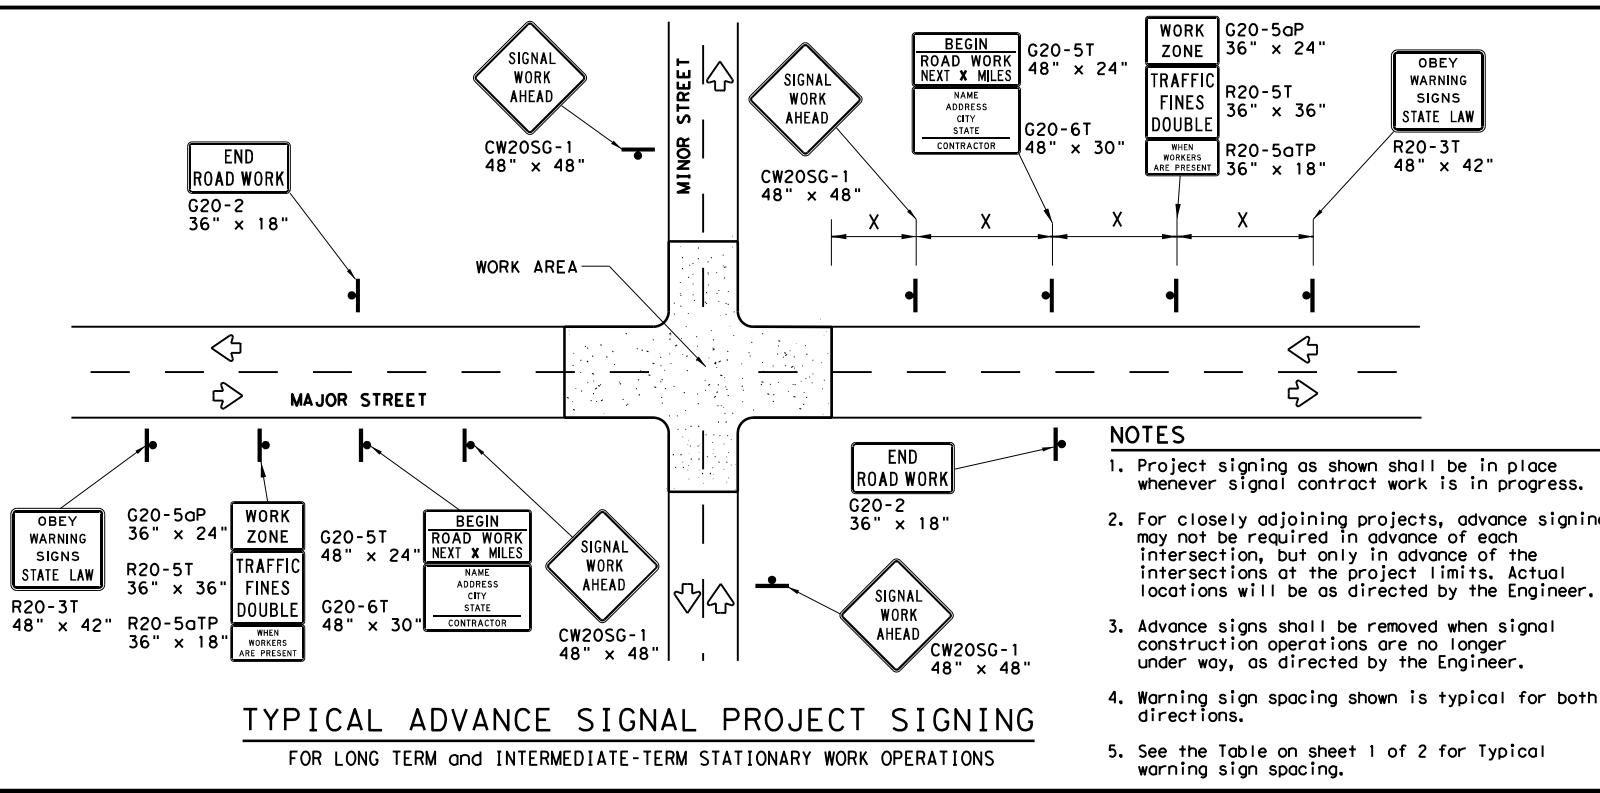 SIGNAL
WORK
AHEAD
CW20SG-1
48" x 48"
END
ROAD WORK
G20-2
36" x 18"
MINOR STREET
SIGNAL
WORK
AHEAD
CW20SG-1
48" x 48"
BEGIN
ROAD WORK
NEXT X MILES
NAME
ADDRESS
CITY
STATE
CONTRACTOR
G20-5T
48" x 24"
G20-6T
48" x 30"
WORK
ZONE
TRAFFIC
FINES
DOUBLE
WHEN
WORKERS
ARE PRESENT
G20-5aP
36" x 24"
R20-5T
36" x 36"
R20-5aTP
36" x 18"
OBEY
WARNING
SIGNS
STATE LAW
R20-3T
48" x 42"
X
X
X
X
WORK AREA
MAJOR STREET
OBEY
WARNING
SIGNS
STATE LAW
R20-3T
48" x 42"
G20-5aP
36" x 24"
R20-5T
36" x 36"
R20-5aTP
36" x 18"
WORK
ZONE
TRAFFIC
FINES
DOUBLE
WHEN
WORKERS
ARE PRESENT
G20-5T
48" x 24"
G20-6T
48" x 30"
BEGIN
ROAD WORK
NEXT X MILES
NAME
ADDRESS
CITY
STATE
CONTRACTOR
SIGNAL
WORK
AHEAD
CW20SG-1
48" x 48"
END
ROAD WORK
G20-2
36" x 18"
SIGNAL
WORK
AHEAD
CW20SG-1
48" x 48"
NOTES
1. Project signing as shown shall be in place
whenever signal contract work is in progress.
2. For closely adjoining projects, advance signing
may not be required in advance of each
intersection, but only in advance of the
intersections at the project limits. Actual
locations will be as directed by the Engineer.
3. Advance signs shall be removed when signal
construction operations are no longer
under way, as directed by the Engineer.
4. Warning sign spacing shown is typical for both
directions.
5. See the Table on sheet 1 of 2 for Typical
warning sign spacing.
TYPICAL ADVANCE SIGNAL PROJECT SIGNING
FOR LONG TERM and INTERMEDIATE-TERM STATIONARY WORK OPERATIONS